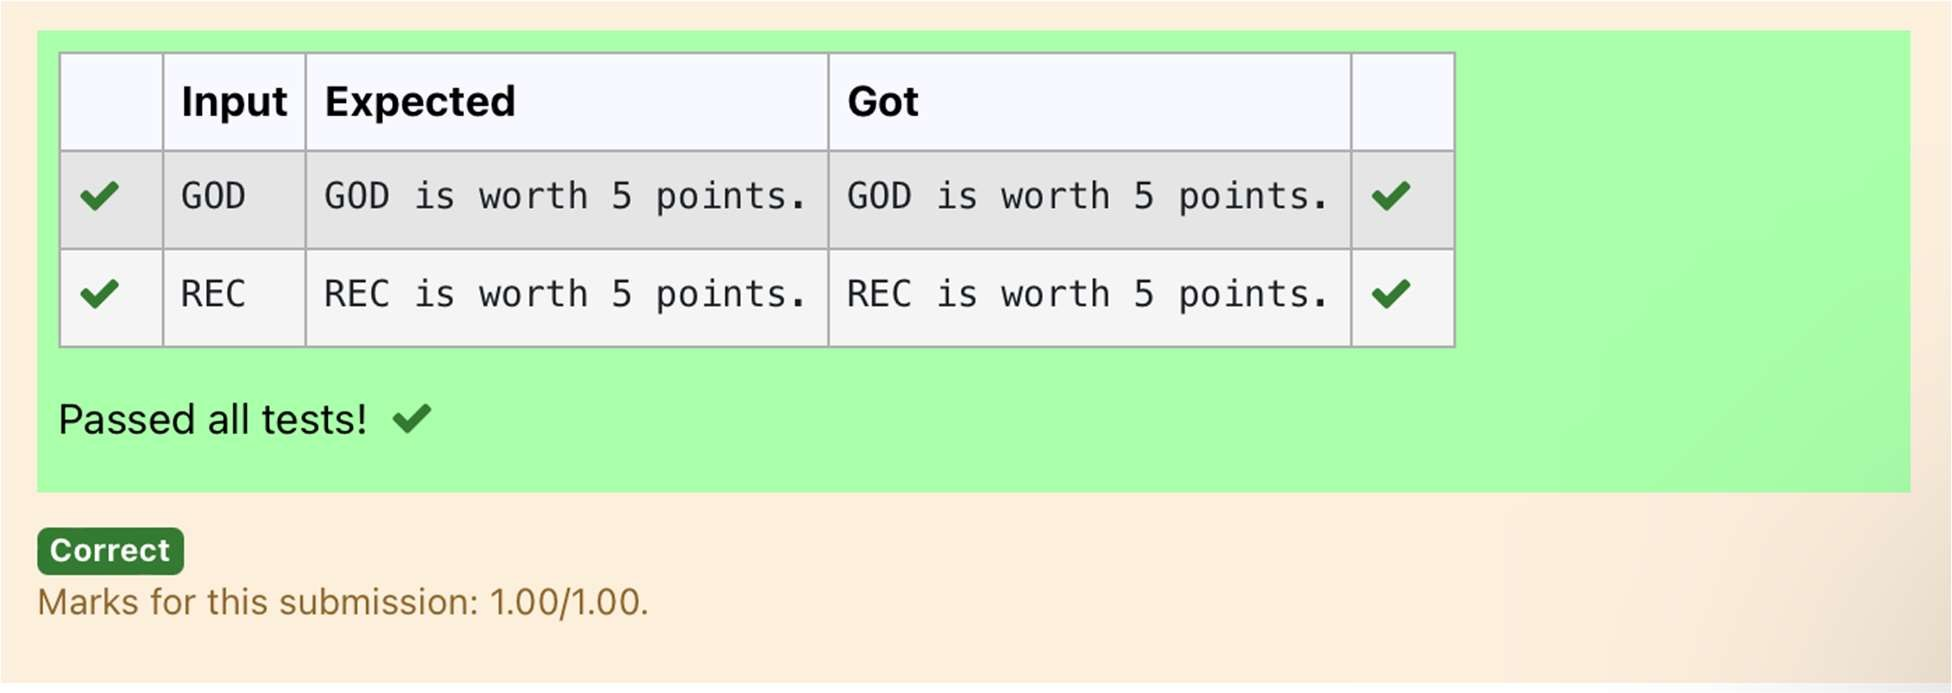 Input Expected Got
GOD GOD is worth 5 points. GOD is worth 5 points.
REC REC is worth 5 points. REC is worth 5 points.
Passed all tests!
Correct
Marks for this submission: 1.00/1.00.